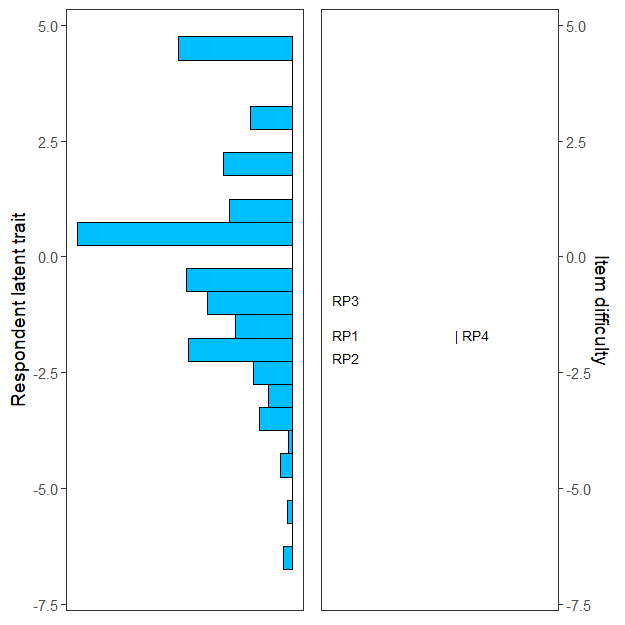 Respondent latent trait
5.0
2.5
0.0
-2.5
-5.0
-7.5
RP3
RP1 | RP4
RP2
5.0
2.5
0.0
-2.5
-5.0
-7.5
Item difficulty